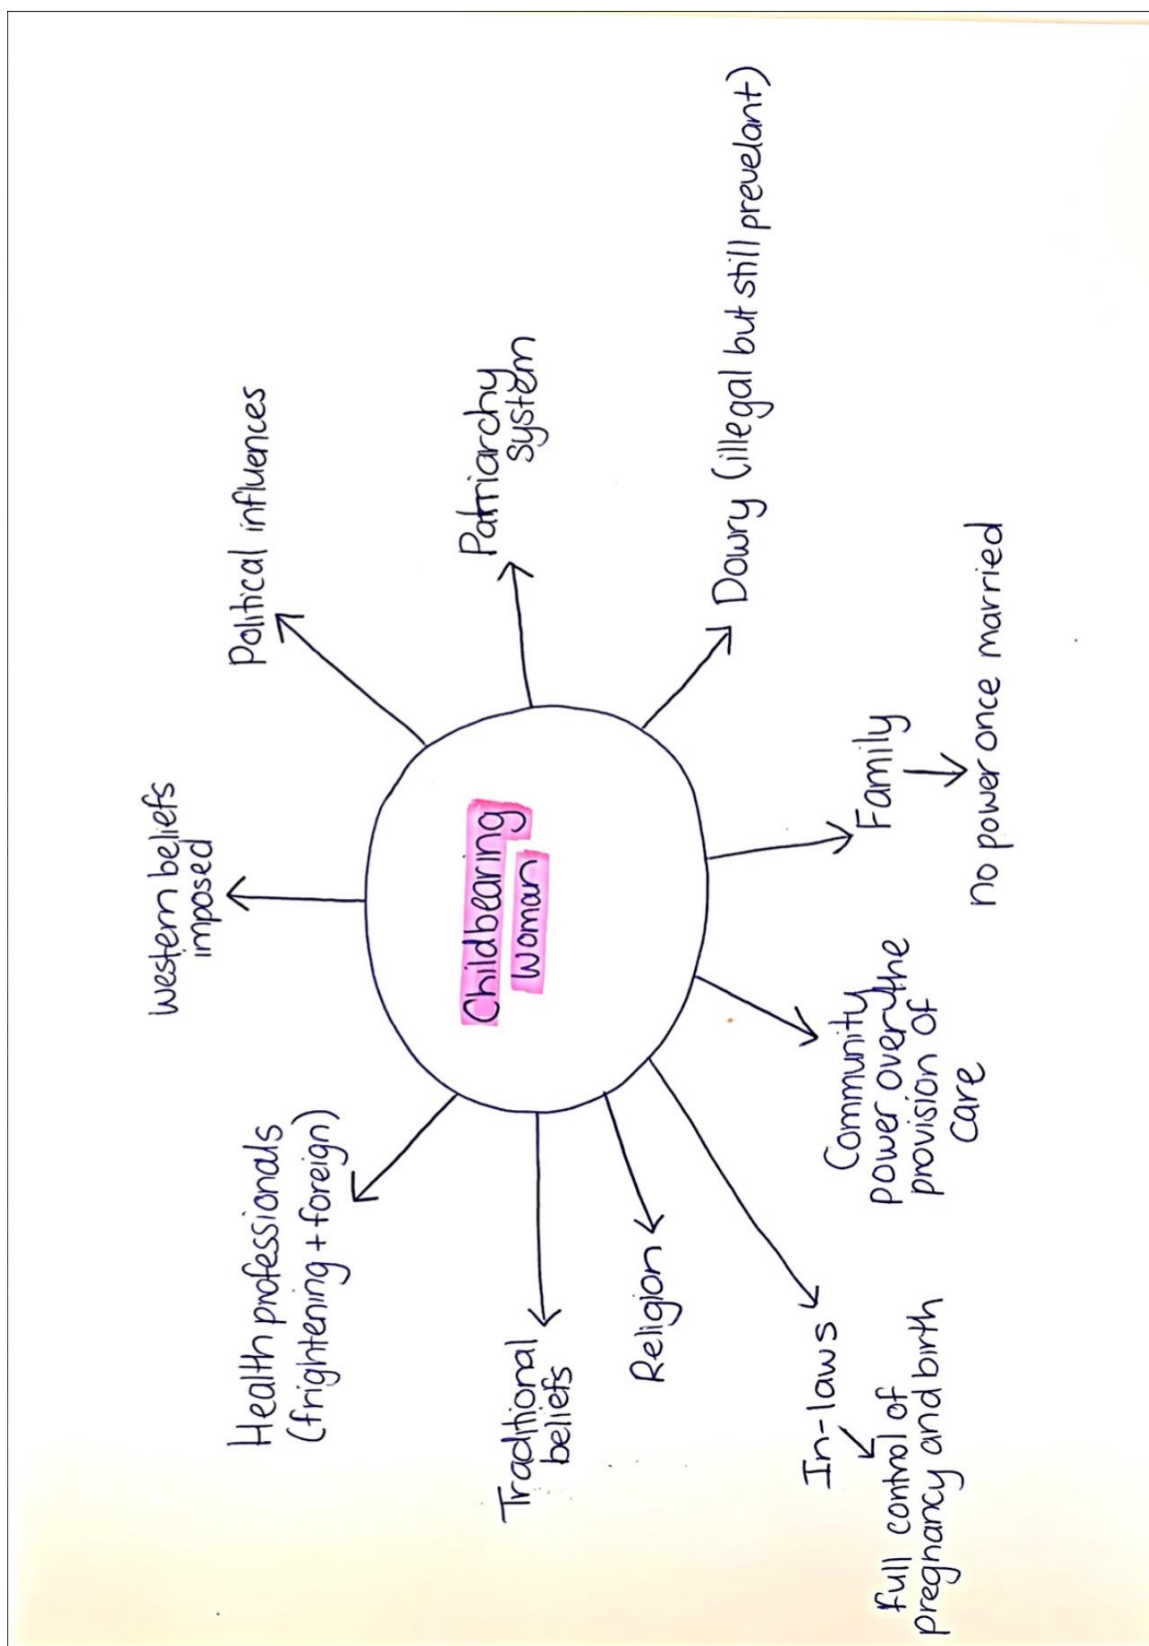 Western beliefs
imposed
Political influences
Patriarchy
system
Dowry (illegal but still prevelant)
Family
no power once married
Community
power over the
provision of
care
In-laws
full control of
pregnancy and birth
Religion
Traditional
beliefs
Health professionals
(frightening + foreign)
Childbearing
woman